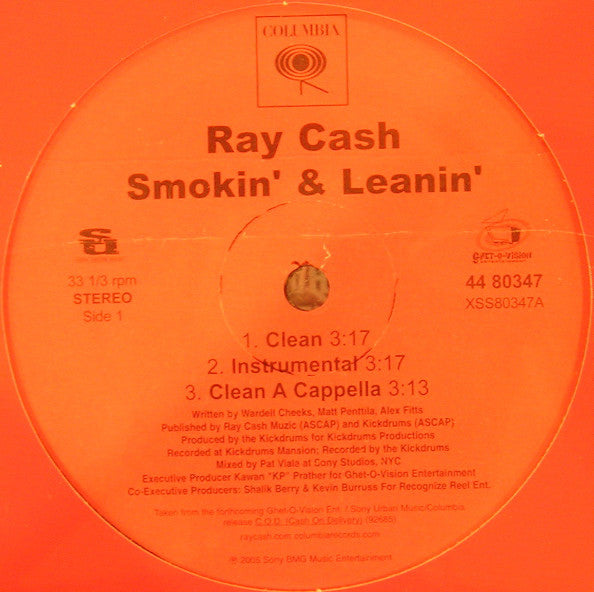 COLUMBIA
Ray Cash
Smokin' & Leanin'
33 1/3 rpm
STEREO
Side 1
GHET-O-VISION
44 80347
XSS80347A
1. Clean 3:17
2. Instrumental 3:17
3. Clean A Cappella 3:13
Written by Wardell Cheeks, Matt Penttila, Alex Fitts
Published by Ray Cash Muzic (ASCAP) and Kickdrums (ASCAP)
Produced by the Kickdrums for Kickdrums Productions
Recorded at Kickdrums Mansion; Recorded by the Kickdrums
Mixed by Pat Viala at Sony Studios, NYC
Executive Producer Kawan "KP" Prather for Ghet-O-Vision Entertainment
Co-Executive Producers: Shalik Berry & Kevin Burruss For Recognize Reel Ent.
Taken from the forthcoming Ghet-O-Vision Ent. / Sony Urban Music/Columbia
release C.O.D. (Cash On Delivery) (92685)
raycash.com columbiarecords.com
℗ 2005 Sony BMG Music Entertainment